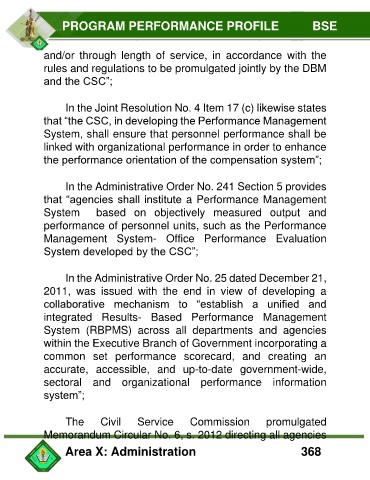 PROGRAM PERFORMANCE PROFILE BSE
and/or through length of service, in accordance with the
rules and regulations to be promulgated jointly by the DBM
and the CSC”;
In the Joint Resolution No. 4 Item 17 (c) likewise states
that “the CSC, in developing the Performance Management
System, shall ensure that personnel performance shall be
linked with organizational performance in order to enhance
the performance orientation of the compensation system”;
In the Administrative Order No. 241 Section 5 provides
that “agencies shall institute a Performance Management
System based on objectively measured output and
performance of personnel units, such as the Performance
Management System- Office Performance Evaluation
System developed by the CSC”;
In the Administrative Order No. 25 dated December 21,
2011, was issued with the end in view of developing a
collaborative mechanism to “establish a unified and
integrated Results- Based Performance Management
System (RBPMS) across all departments and agencies
within the Executive Branch of Government incorporating a
common set performance scorecard, and creating an
accurate, accessible, and up-to-date government-wide,
sectoral and organizational performance information
system”;
The Civil Service Commission promulgated
Memorandum Circular No. 6, s. 2012 directing all agencies
Area X: Administration 368